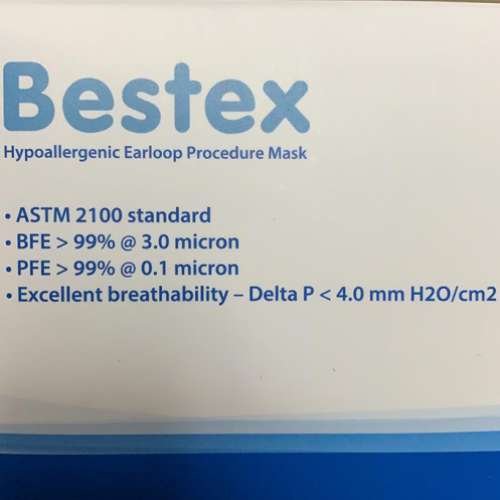 Bestex
Hypoallergenic Earloop Procedure Mask
• ASTM 2100 standard
• BFE > 99% @ 3.0 micron
• PFE > 99% @ 0.1 micron
• Excellent breathability – Delta P < 4.0 mm H2O/cm2